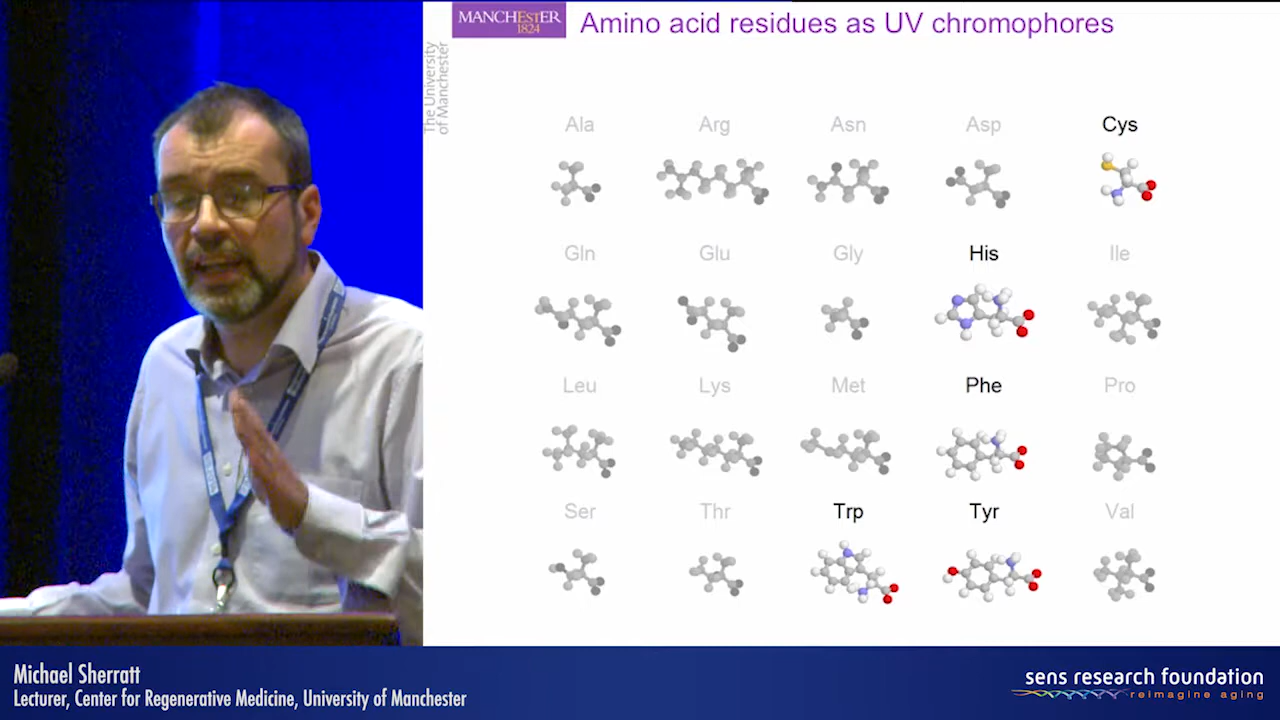 MANCHESTER
1824
The University
of Manchester
Amino acid residues as UV chromophores
Ala Arg Asn Asp Cys
Gln Glu Gly His Ile
Leu Lys Met Phe Pro
Ser Thr Trp Tyr Val
Michael Sherratt
Lecturer, Center for Regenerative Medicine, University of Manchester
sens research foundation
reimagine aging